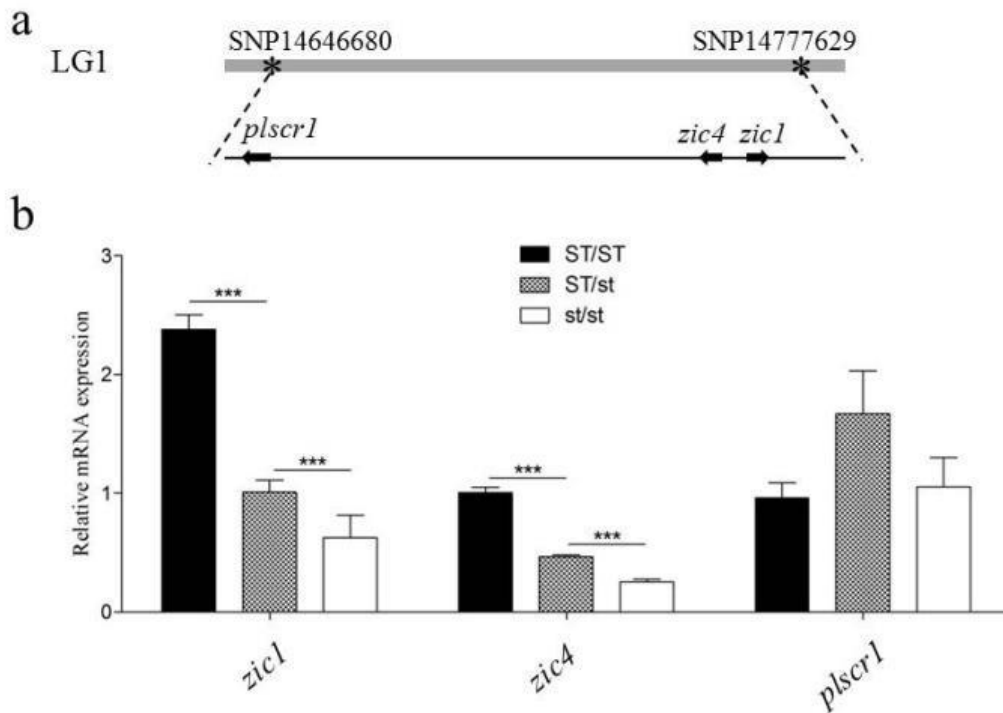 a
SNP14646680 SNP14777629
LG1 * *
plscr1 zic4 zic1
b
3
ST/ST
ST/st
st/st
***
2
***
***
1
***
0
Relative mRNA expression
zic1 zic4 plscr1